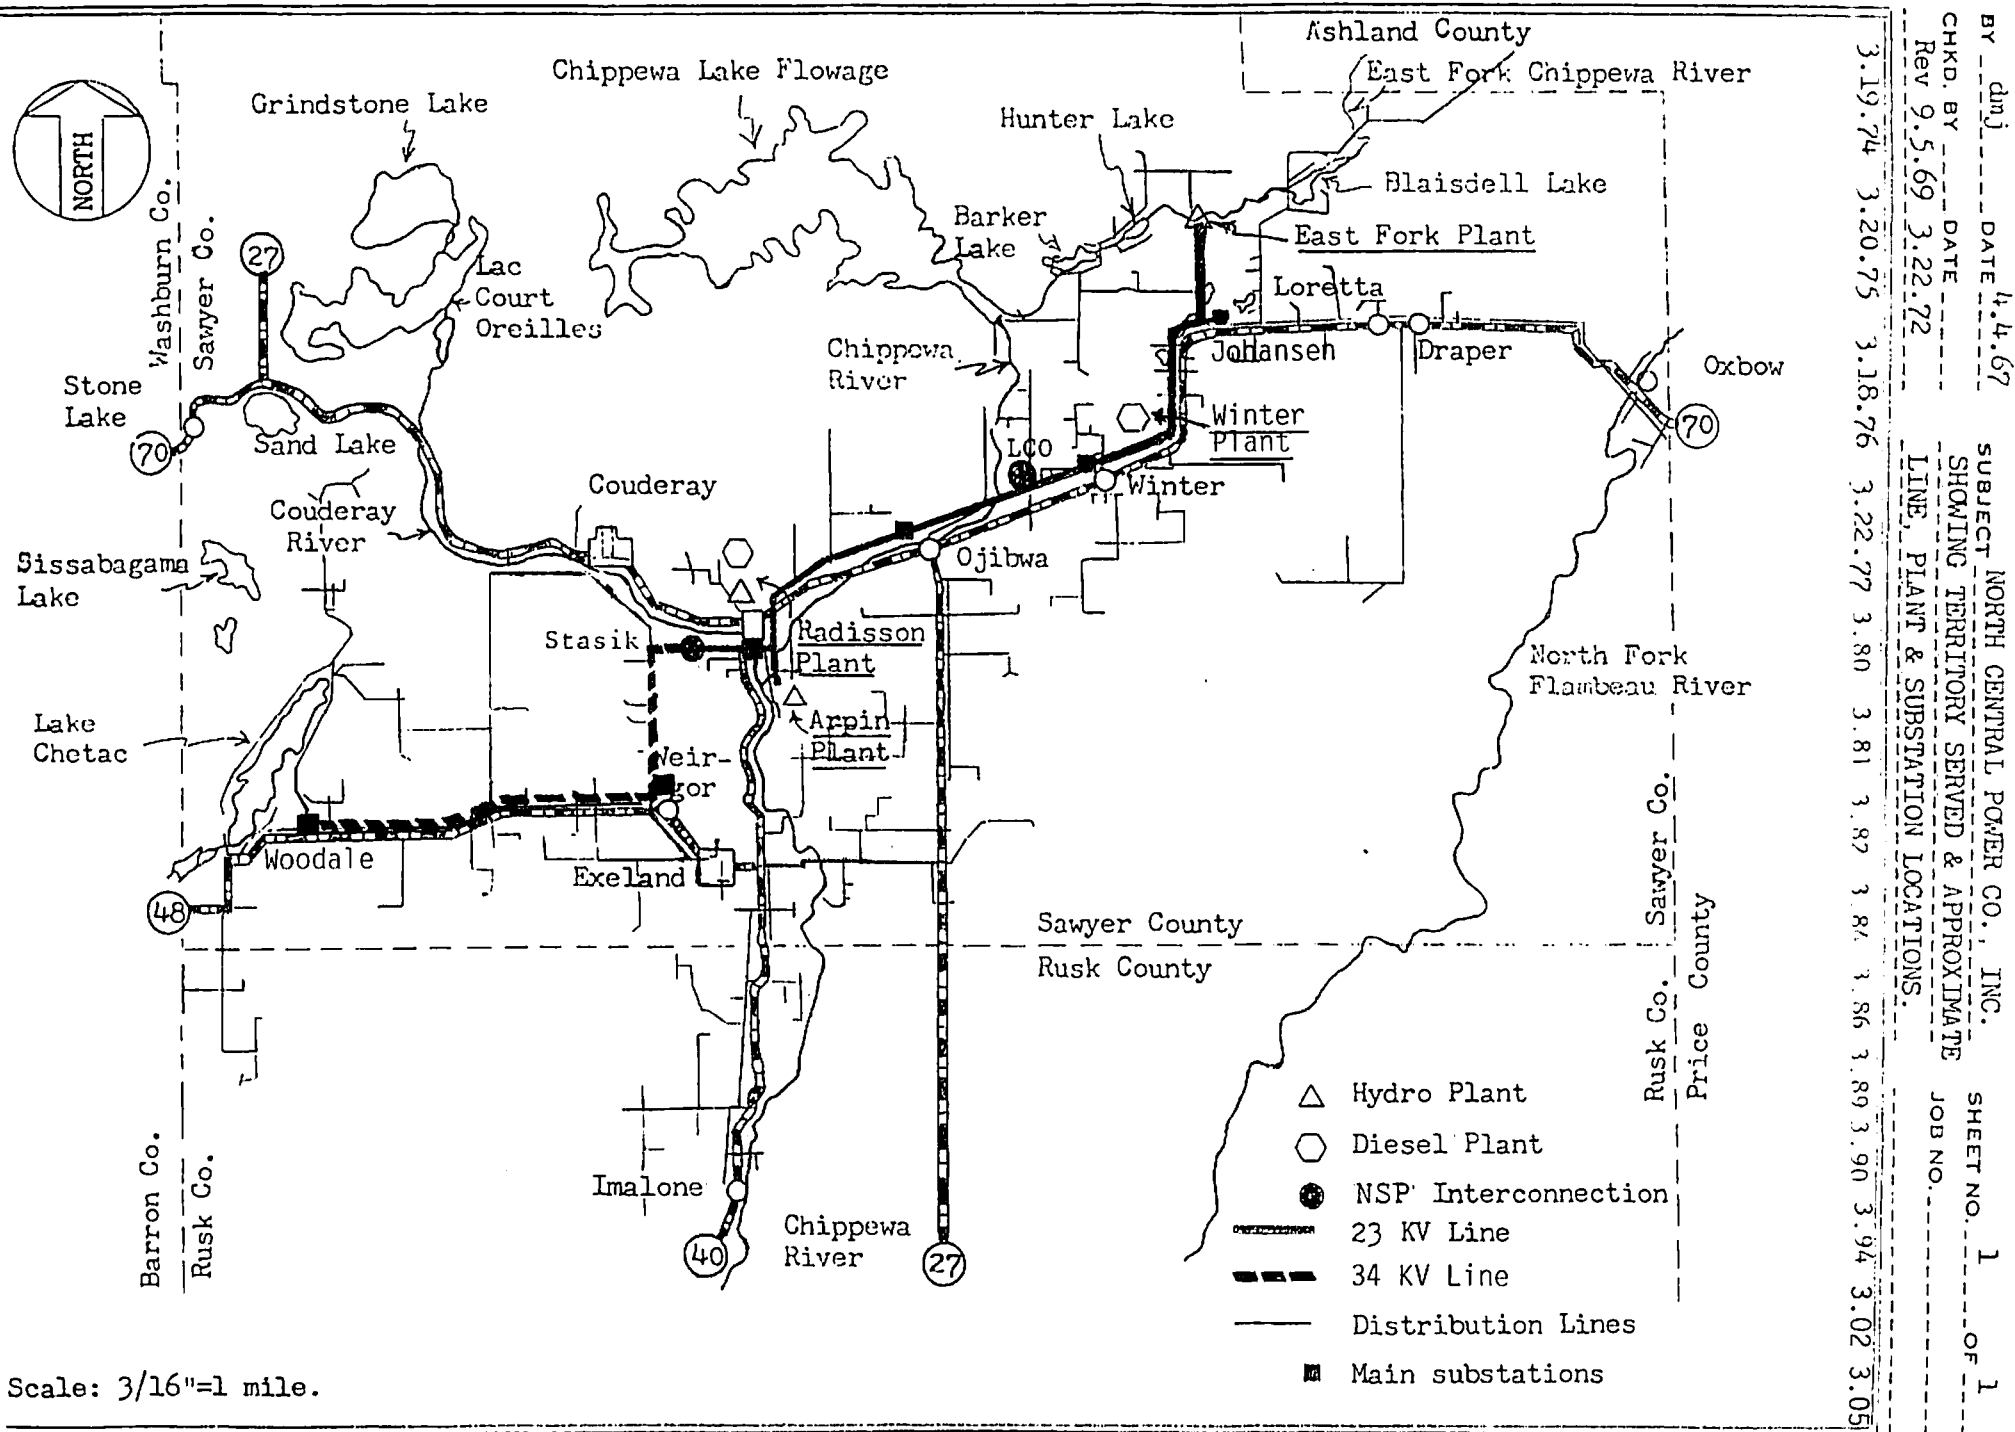 Ashland County
East Fork Chippewa River
Chippewa Lake Flowage
Grindstone Lake
Hunter Lake
NORTH
Blaisdell Lake
Barker
Lake
East Fork Plant
Washburn Co.
Sawyer Co.
27
Lac
Court
Oreilles
Loretta
Chippewa
River
Johansen
Draper
Oxbow
Stone
Lake
70
Sand Lake
Winter
Plant
70
LCO
Winter
Couderay
Couderay
River
Ojibwa
Sissabagama
Lake
Stasik
Radisson
Plant
North Fork
Flambeau River
Arpin
Plant
Lake
Chetac
Weir-
gor
Woodale
Exeland
48
Sawyer County
Rusk County
Sawyer Co.
Rusk Co.
Price County
Barron Co.
Rusk Co.
Imalone
40
Chippewa
River
27
Hydro Plant
Diesel Plant
NSP Interconnection
23 KV Line
34 KV Line
Distribution Lines
Main substations
Scale: 3/16"=1 mile.
BY dmj DATE 4.4.67
CHKD. BY DATE
Rev 9.5.69 3.22.72
3.19.74 3.20.75 3.18.76 3.22.77 3.80 3.81 3.82 3.84 3.86 3.89 3.90 3.94 3.02 3.05
SUBJECT NORTH CENTRAL POWER CO., INC.
SHOWING TERRITORY SERVED & APPROXIMATE
LINE, PLANT & SUBSTATION LOCATIONS.
SHEET NO. 1 OF 1
JOB NO.